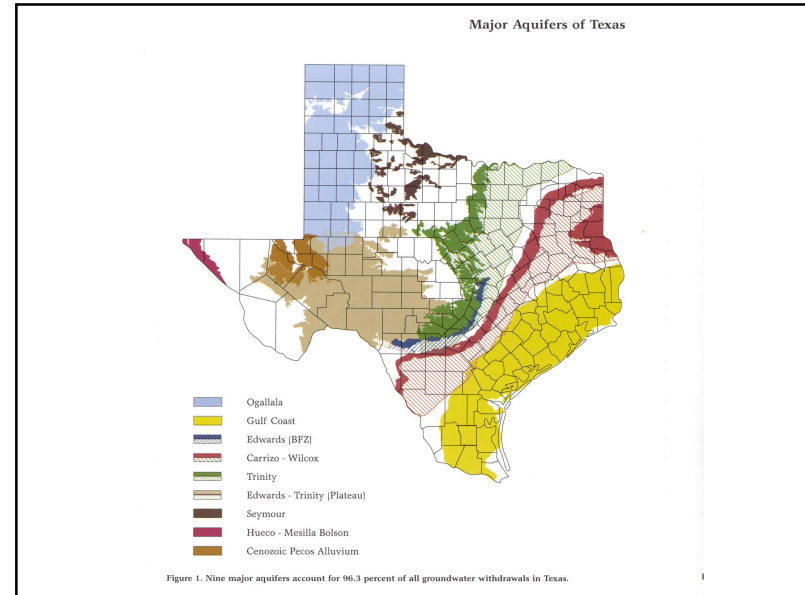 Major Aquifers of Texas
Ogallala
Gulf Coast
Edwards (BFZ)
Carrizo - Wilcox
Trinity
Edwards - Trinity (Plateau)
Seymour
Hueco - Mesilla Bolson
Cenozoic Pecos Alluvium
Figure 1. Nine major aquifers account for 96.3 percent of all groundwater withdrawals in Texas.